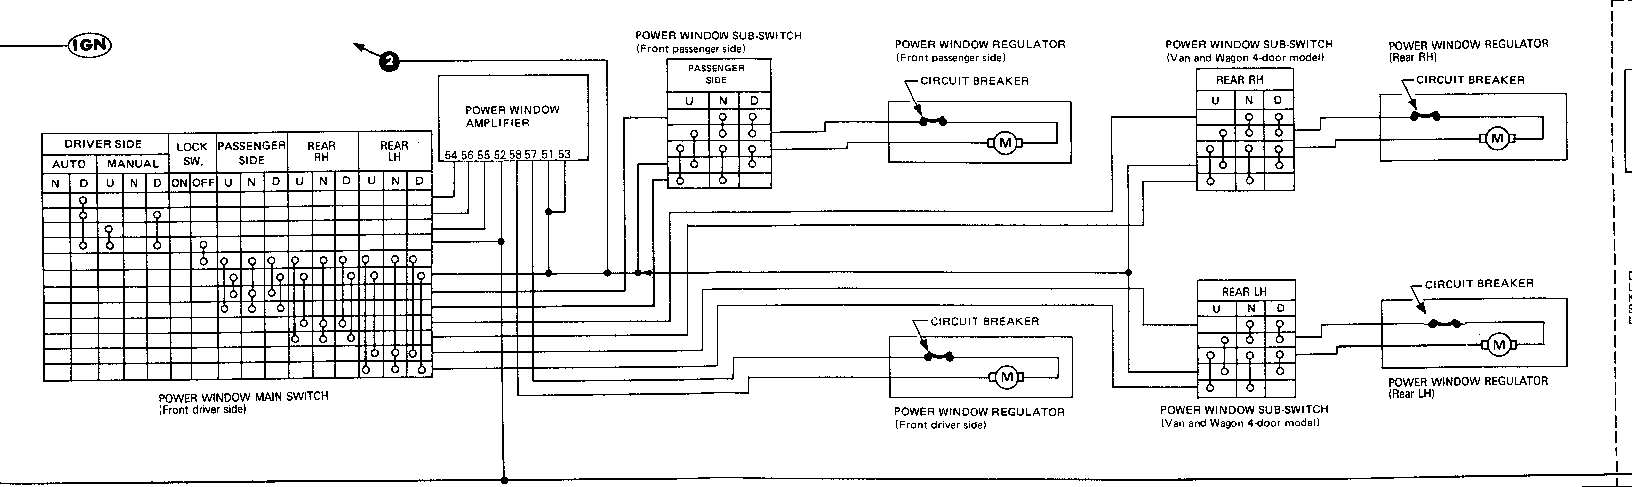 IGN
2
POWER WINDOW
AMPLIFIER
54 56 55 52 58 57 51 53
DRIVER SIDE
AUTO MANUAL
LOCK
SW.
PASSENGER
SIDE
REAR
RH
REAR
LH
N D U N D ON OFF U N D U N D U N D
POWER WINDOW MAIN SWITCH
(Front driver side)
POWER WINDOW SUB-SWITCH
(Front passenger side)
PASSENGER
SIDE
U N D
POWER WINDOW REGULATOR
(Front passenger side)
CIRCUIT BREAKER
M
CIRCUIT BREAKER
M
POWER WINDOW REGULATOR
(Front driver side)
POWER WINDOW SUB-SWITCH
(Van and Wagon 4-door model)
REAR RH
U N D
POWER WINDOW REGULATOR
(Rear RH)
CIRCUIT BREAKER
M
REAR LH
U N D
POWER WINDOW SUB-SWITCH
(Van and Wagon 4-door model)
CIRCUIT BREAKER
M
POWER WINDOW REGULATOR
(Rear LH)